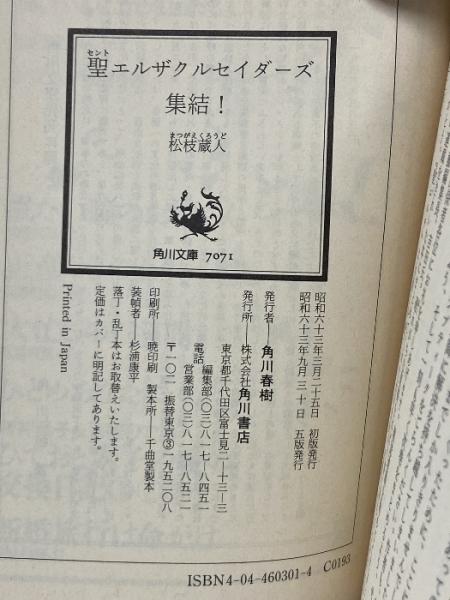 セント
聖エルザクルセイダーズ
集結！
まつがえくろうど
松枝蔵人
角川文庫 7071
昭和六十三年三月二十五日 初版発行
昭和六十三年九月三十日 五版発行
発行者——角川春樹
発行所——株式会社角川書店
東京都千代田区富士見二—十三—三
電話 編集部(〇三)八一七—八四五一
営業部(〇三)八一七—八五二一
〒一〇二 振替東京③一九五二〇八
印刷所——暁印刷 製本所——千曲堂製本
装幀者——杉浦康平
落丁・乱丁本はお取替えいたします。
定価はカバーに明記してあります。
Printed in Japan
ISBN4-04-460301-4 C0193